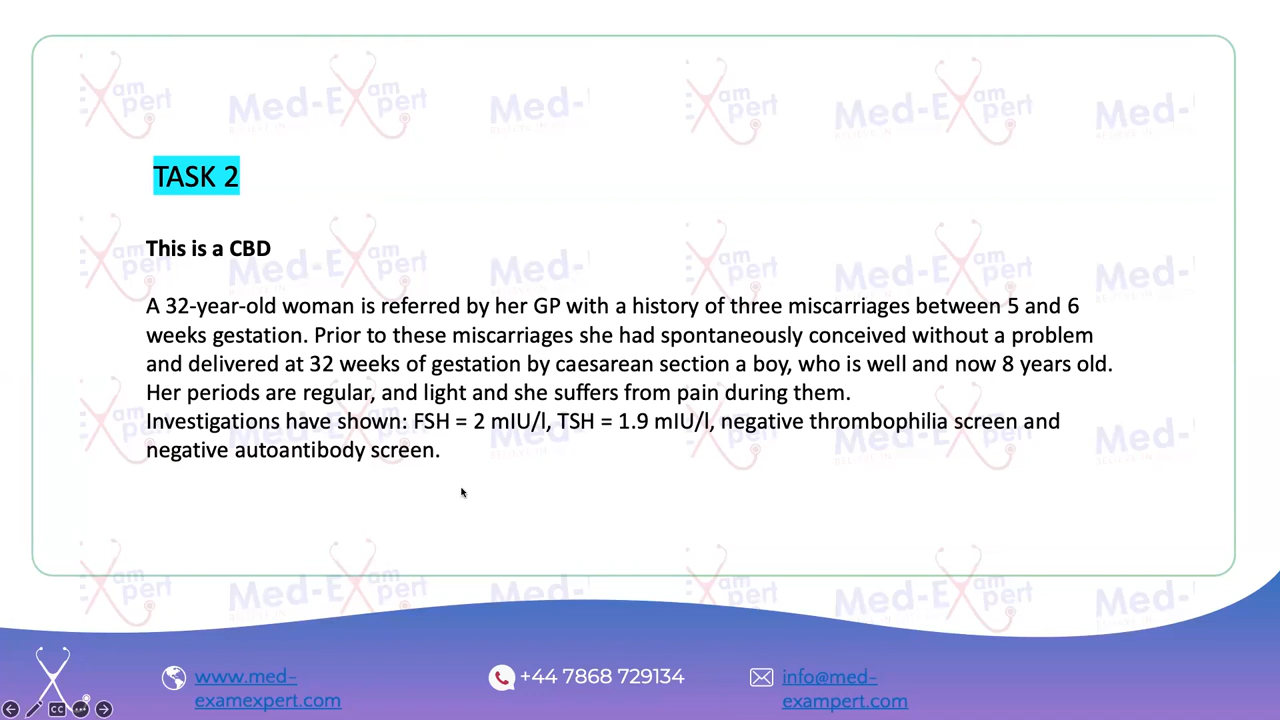 TASK 2
This is a CBD
A 32-year-old woman is referred by her GP with a history of three miscarriages between 5 and 6
weeks gestation. Prior to these miscarriages she had spontaneously conceived without a problem
and delivered at 32 weeks of gestation by caesarean section a boy, who is well and now 8 years old.
Her periods are regular, and light and she suffers from pain during them.
Investigations have shown: FSH = 2 mIU/l, TSH = 1.9 mIU/l, negative thrombophilia screen and
negative autoantibody screen.
www.med-
examexpert.com
+44 7868 729134
info@med-
exampert.com
CC